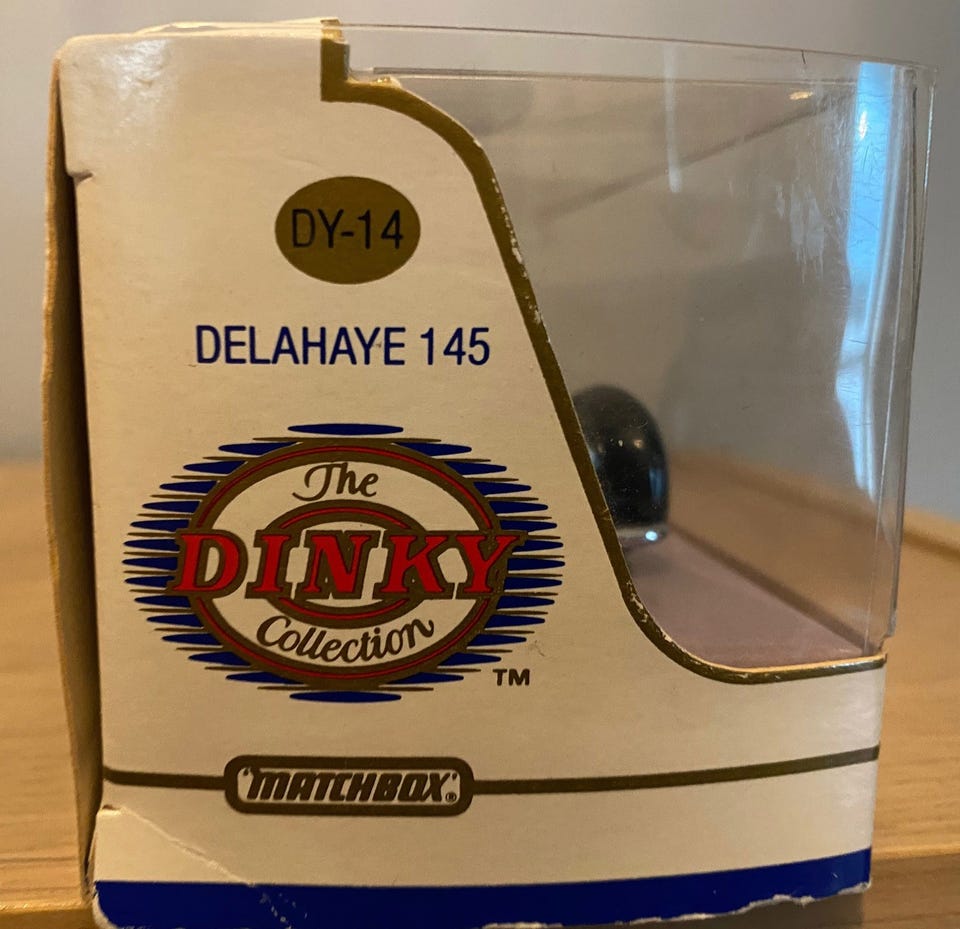 DY-14
DELAHAYE 145
The
DINKY
Collection
TM
"MATCHBOX"®